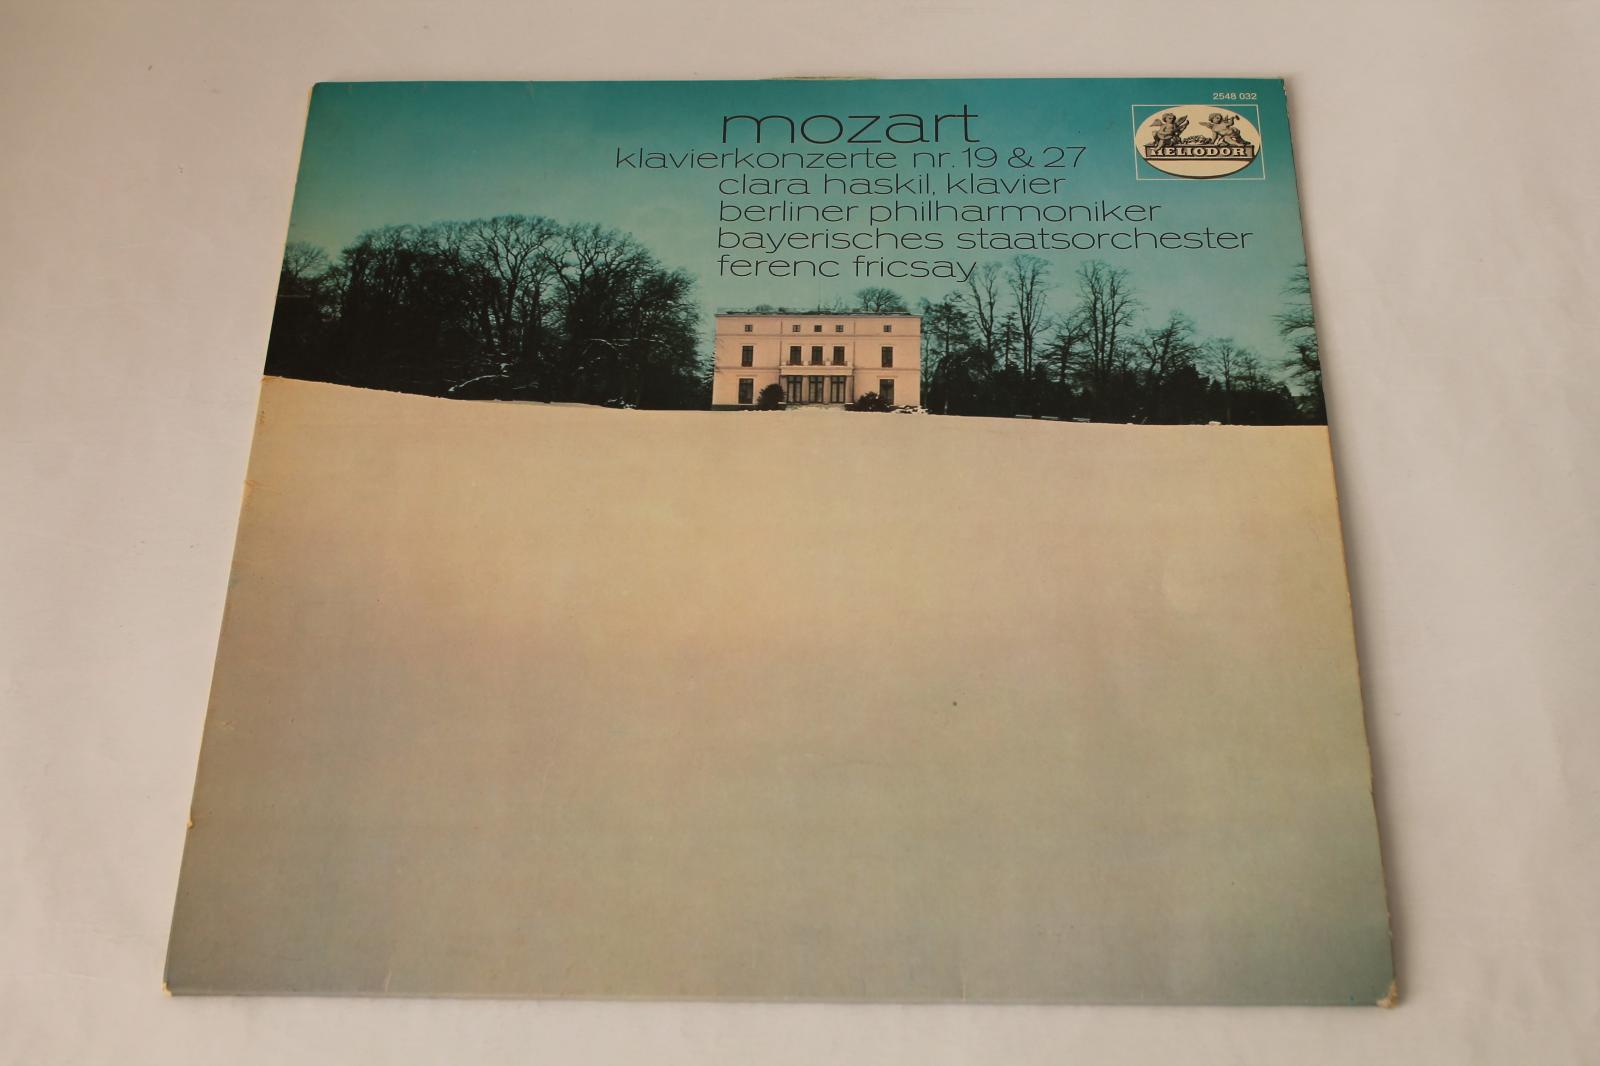 2548 032
mozart
klavierkonzerte nr. 19 & 27
clara haskil, klavier
berliner philharmoniker
bayerisches staatsorchester
ferenc fricsay
HELIODOR